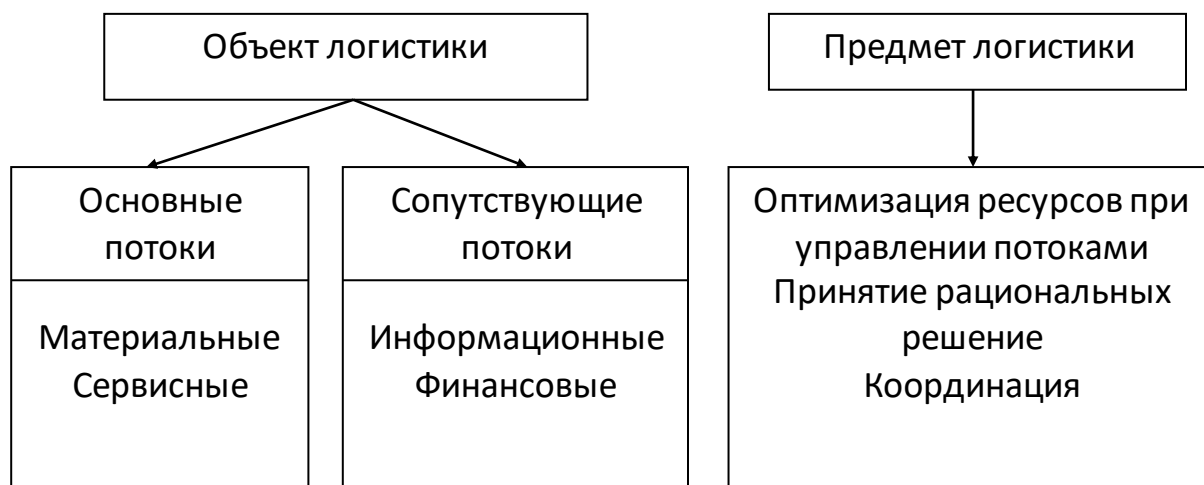 Объект логистики
Предмет логистики
Основные
потоки
Материальные
Сервисные
Сопутствующие
потоки
Информационные
Финансовые
Оптимизация ресурсов при
управлении потоками
Принятие рациональных
решение
Координация